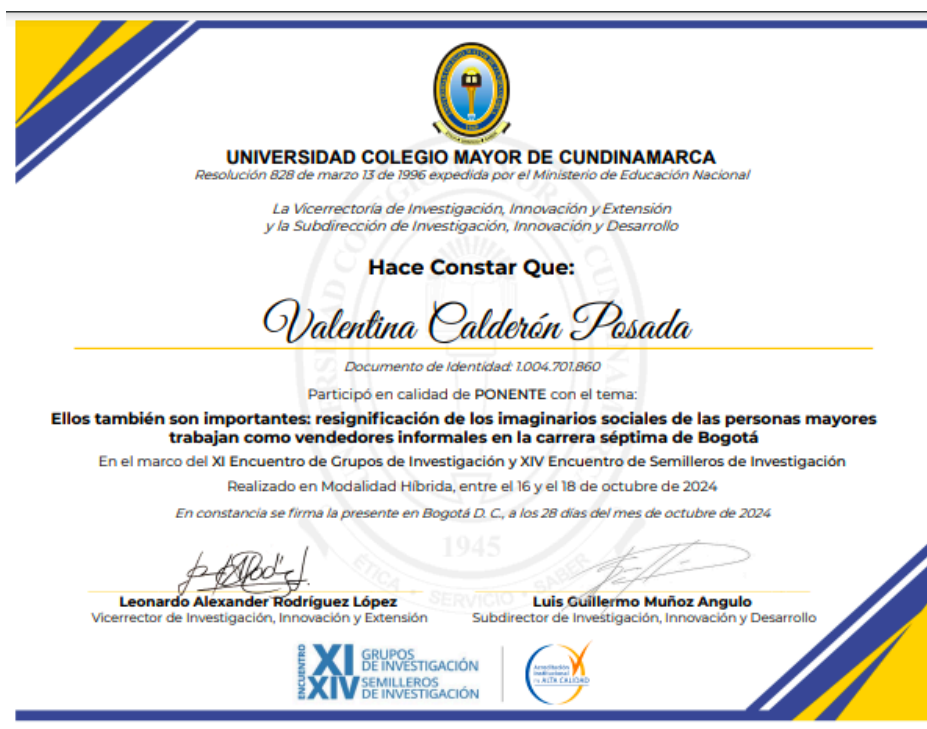 UNIVERSIDAD COLEGIO MAYOR DE CUNDINAMARCA
Resolución 828 de marzo 13 de 1996 expedida por el Ministerio de Educación Nacional
La Vicerrectoría de Investigación, Innovación y Extensión
y la Subdirección de Investigación, Innovación y Desarrollo
Hace Constar Que:
Valentina Calderón Posada
Documento de Identidad: 1.004.701.860
Participó en calidad de PONENTE con el tema:
Ellos también son importantes: resignificación de los imaginarios sociales de las personas mayores
trabajan como vendedores informales en la carrera séptima de Bogotá
En el marco del XI Encuentro de Grupos de Investigación y XIV Encuentro de Semilleros de Investigación
Realizado en Modalidad Híbrida, entre el 16 y el 18 de octubre de 2024
En constancia se firma la presente en Bogotá D. C., a los 28 días del mes de octubre de 2024
1945
ÉTICA · SERVICIO · SABER
Leonardo Alexander Rodríguez López
Vicerrector de Investigación, Innovación y Extensión
Luis Guillermo Muñoz Angulo
Subdirector de Investigación, Innovación y Desarrollo
ENCUENTRO
XI GRUPOS DE INVESTIGACIÓN
XIV SEMILLEROS DE INVESTIGACIÓN
Acreditación
Institucional
EN ALTA CALIDAD